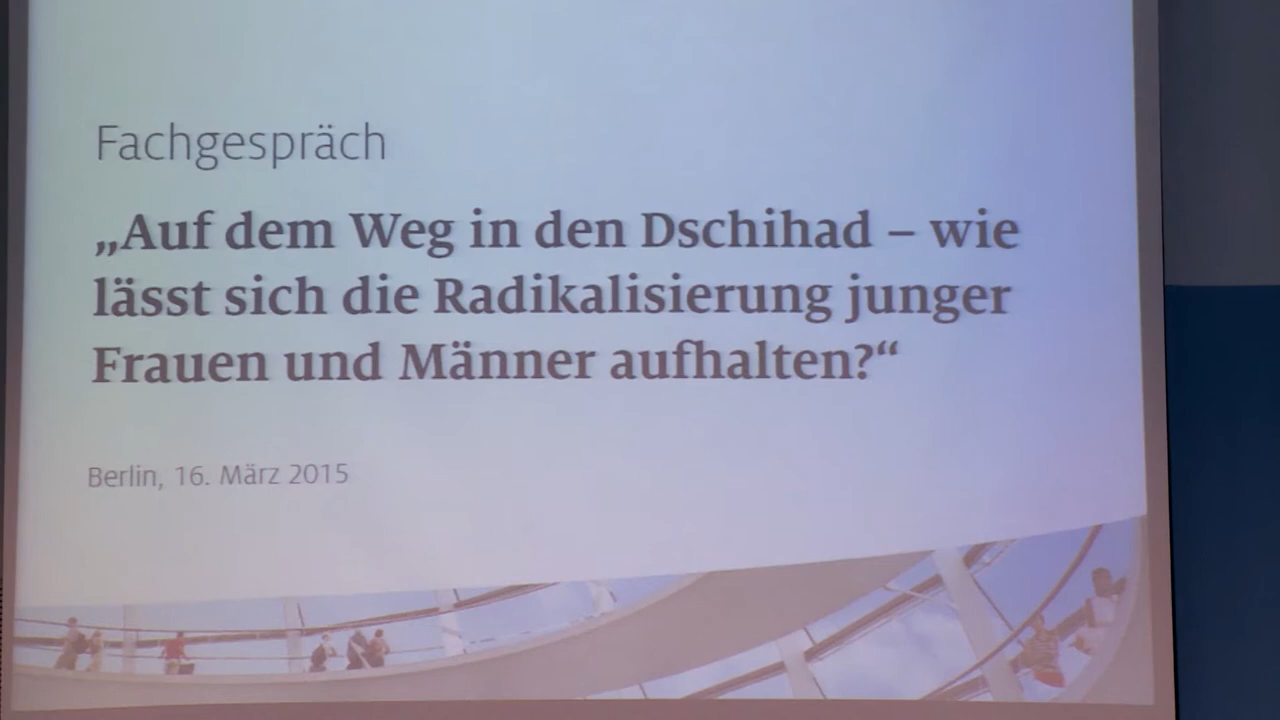 Fachgespräch
„Auf dem Weg in den Dschihad – wie
lässt sich die Radikalisierung junger
Frauen und Männer aufhalten?“
Berlin, 16. März 2015